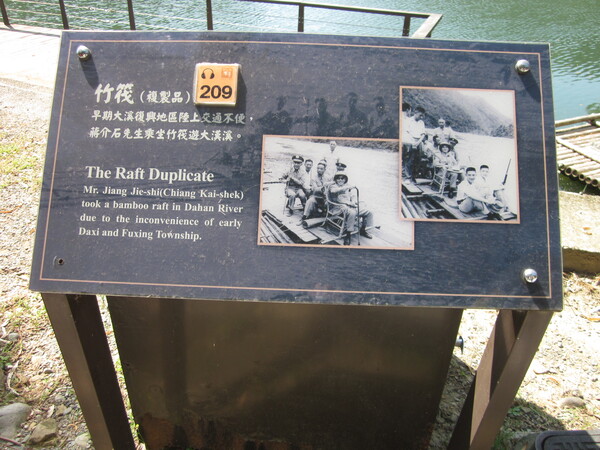 竹筏（複製品）
209
早期大溪復興地區陸上交通不便，
蔣介石先生乘坐竹筏遊大漢溪。
The Raft Duplicate
Mr. Jiang Jie-shi(Chiang Kai-shek)
took a bamboo raft in Dahan River
due to the inconvenience of early
Daxi and Fuxing Township.